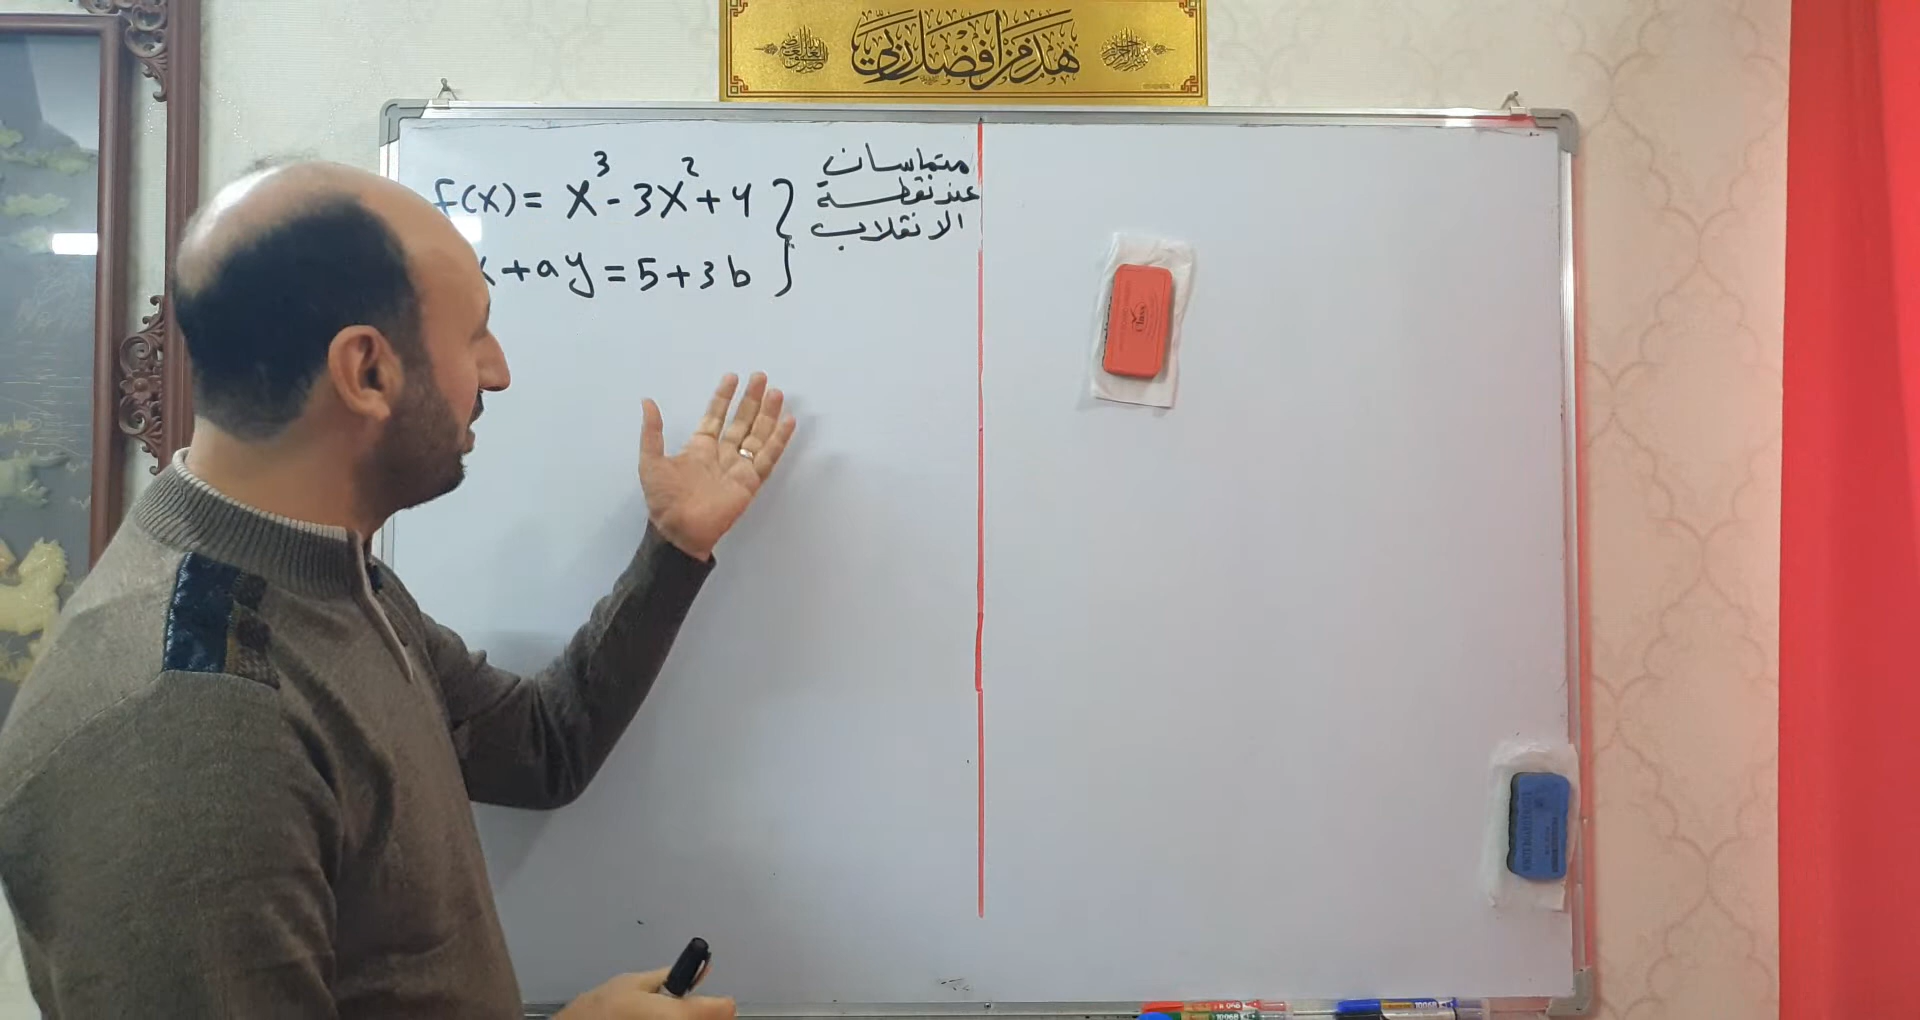 هذا من فضل ربي
f(x) = x³ - 3x² + 4
x + ay = 5 + 3b
متماسان
عند نقطة
الانقلاب